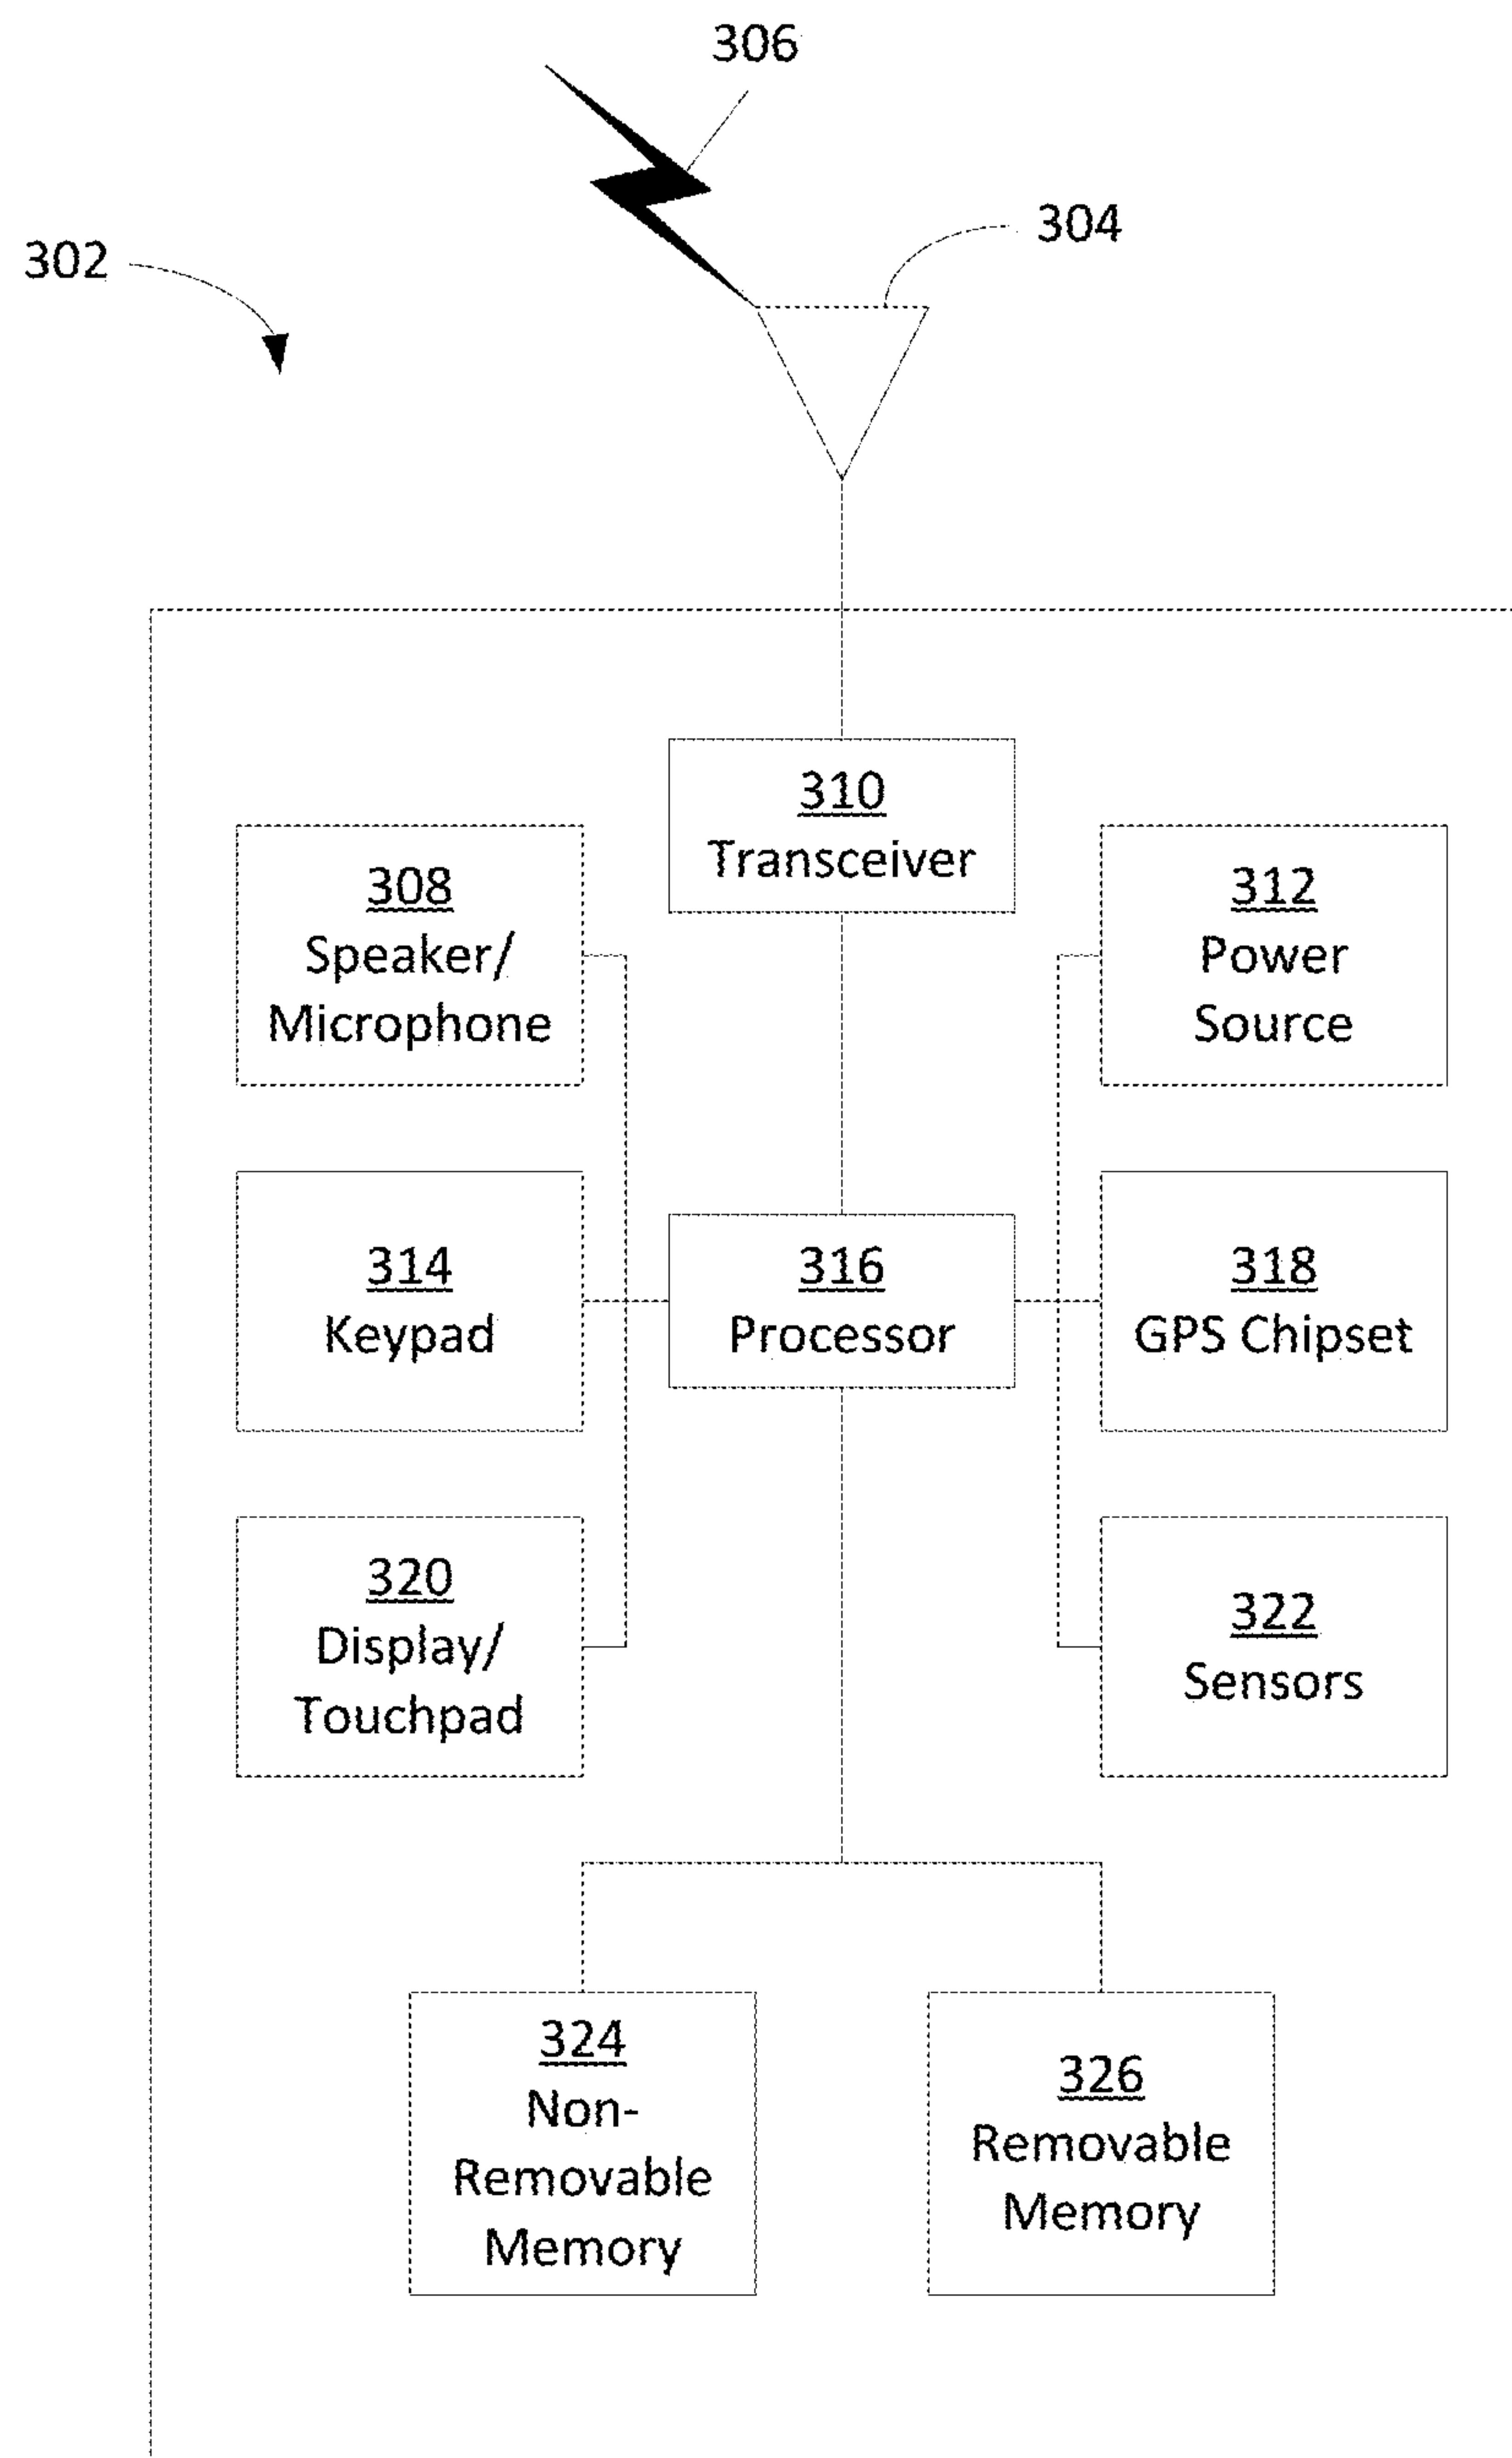 306
304
302
310
Transceiver
308
Speaker/
Microphone
312
Power
Source
314
Keypad
316
Processor
318
GPS Chipset
320
Display/
Touchpad
322
Sensors
324
Non-
Removable
Memory
326
Removable
Memory